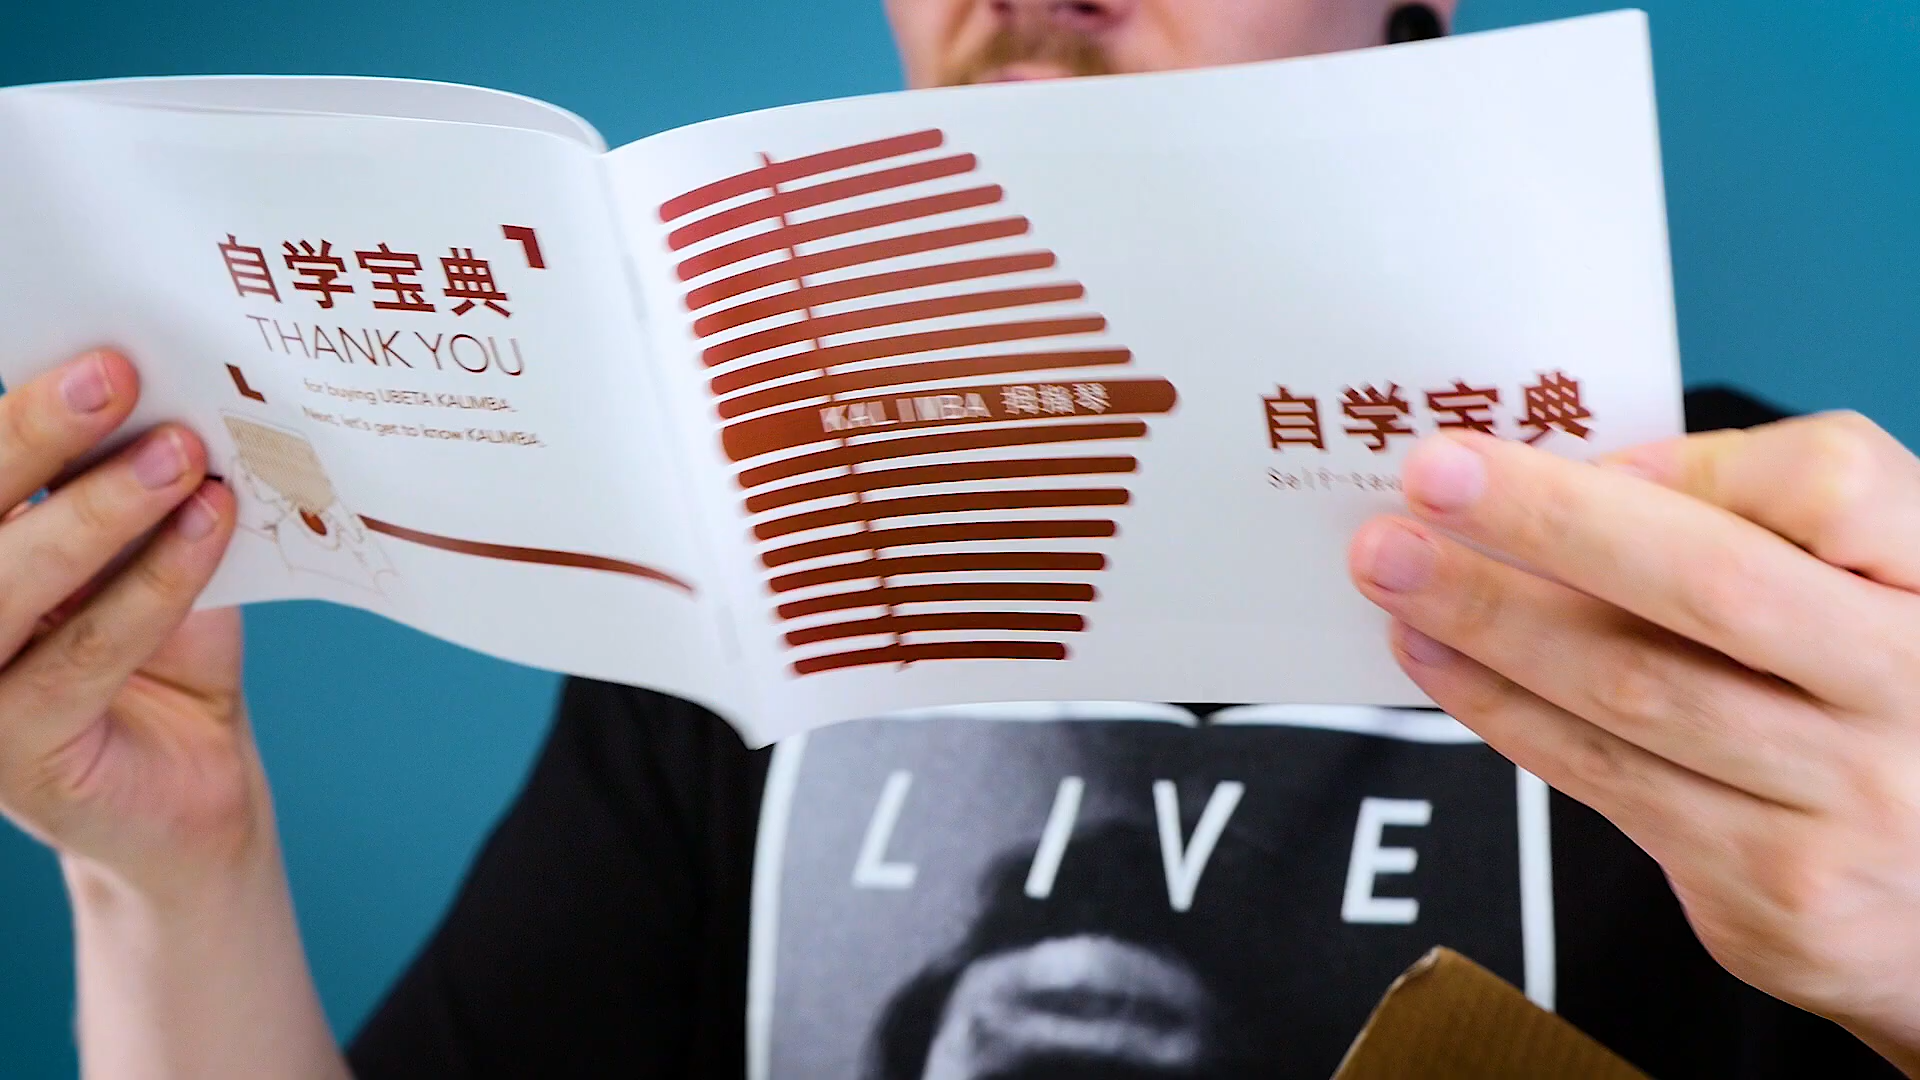 自学宝典
THANK YOU
for buying UBETA KALIMBA.
Next, let's get to know KALIMBA.
KALIMBA 拇指琴
自学宝典
Self-
LIVE